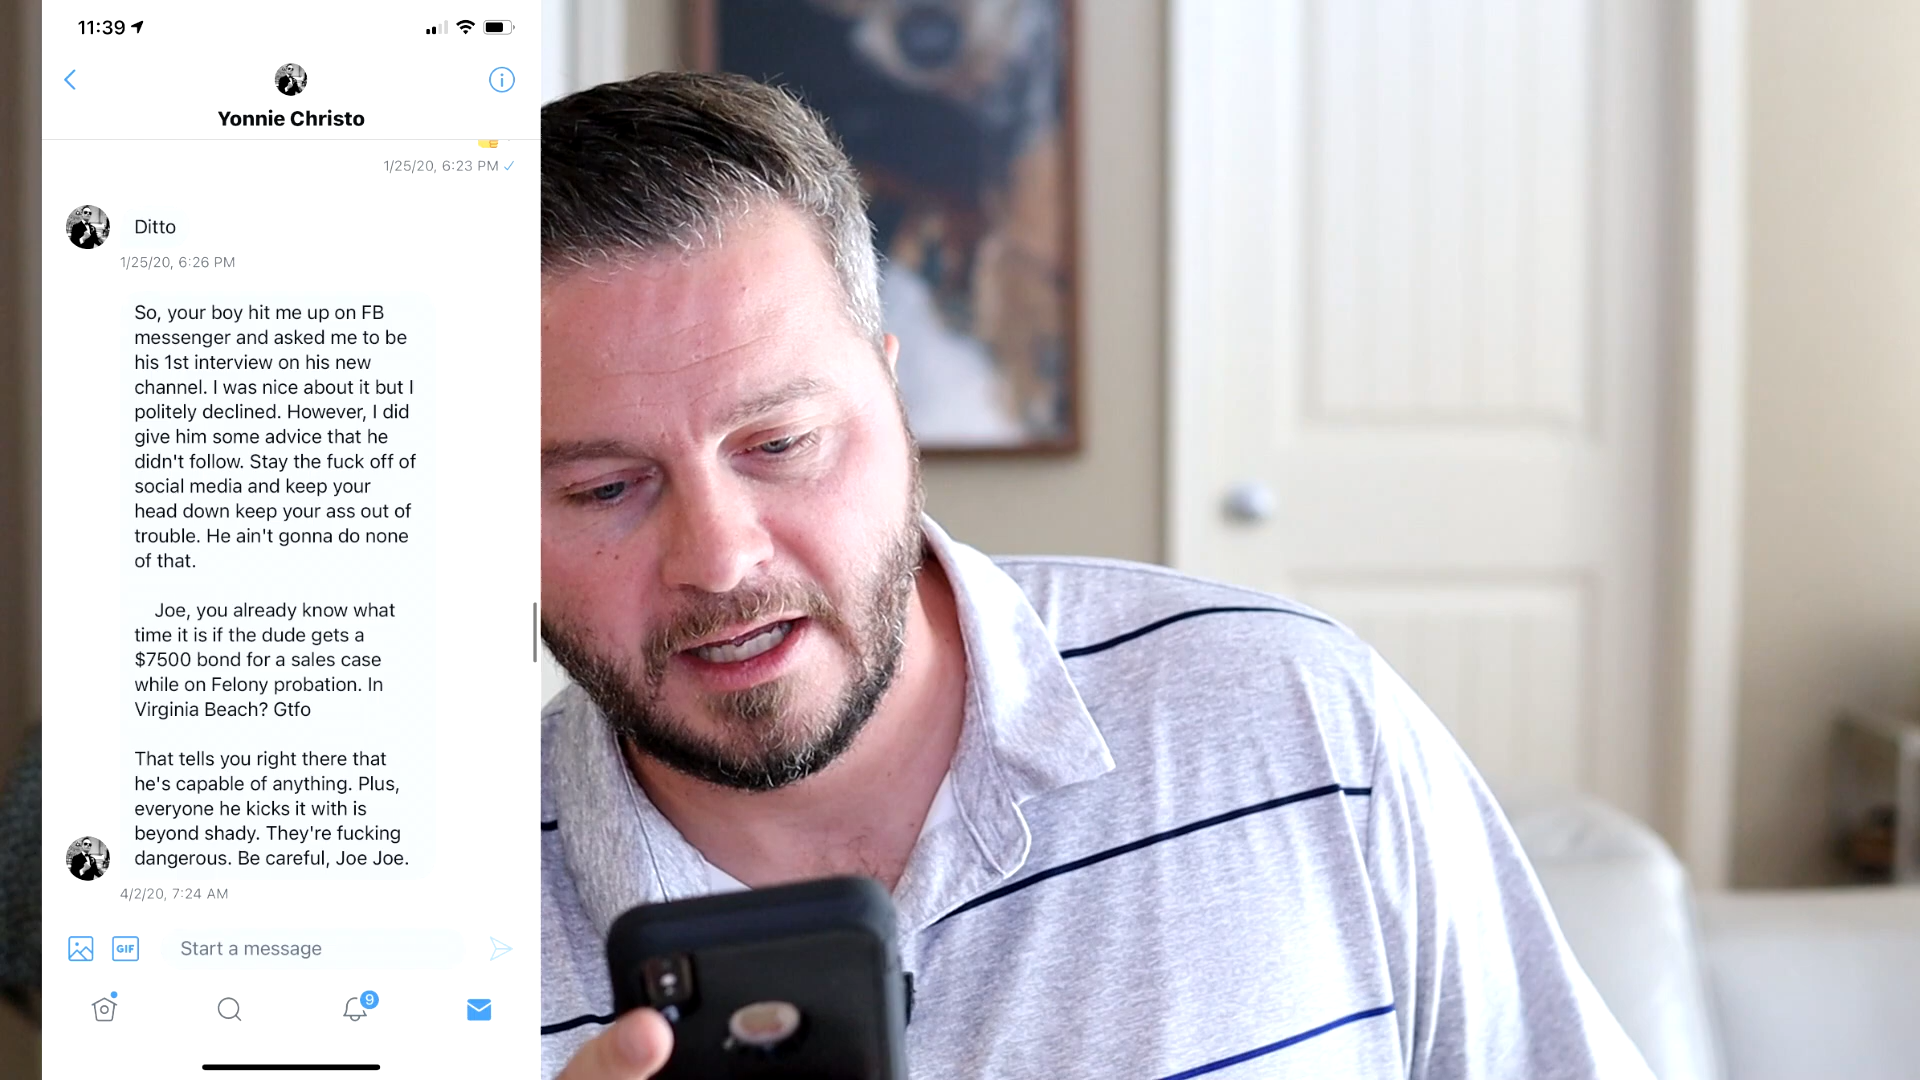 11:39
Yonnie Christo
1/25/20, 6:23 PM
Ditto
1/25/20, 6:26 PM
So, your boy hit me up on FB
messenger and asked me to be
his 1st interview on his new
channel. I was nice about it but I
politely declined. However, I did
give him some advice that he
didn't follow. Stay the fuck off of
social media and keep your
head down keep your ass out of
trouble. He ain't gonna do none
of that.
Joe, you already know what
time it is if the dude gets a
$7500 bond for a sales case
while on Felony probation. In
Virginia Beach? Gtfo
That tells you right there that
he's capable of anything. Plus,
everyone he kicks it with is
beyond shady. They're fucking
dangerous. Be careful, Joe Joe.
4/2/20, 7:24 AM
GIF
Start a message
9